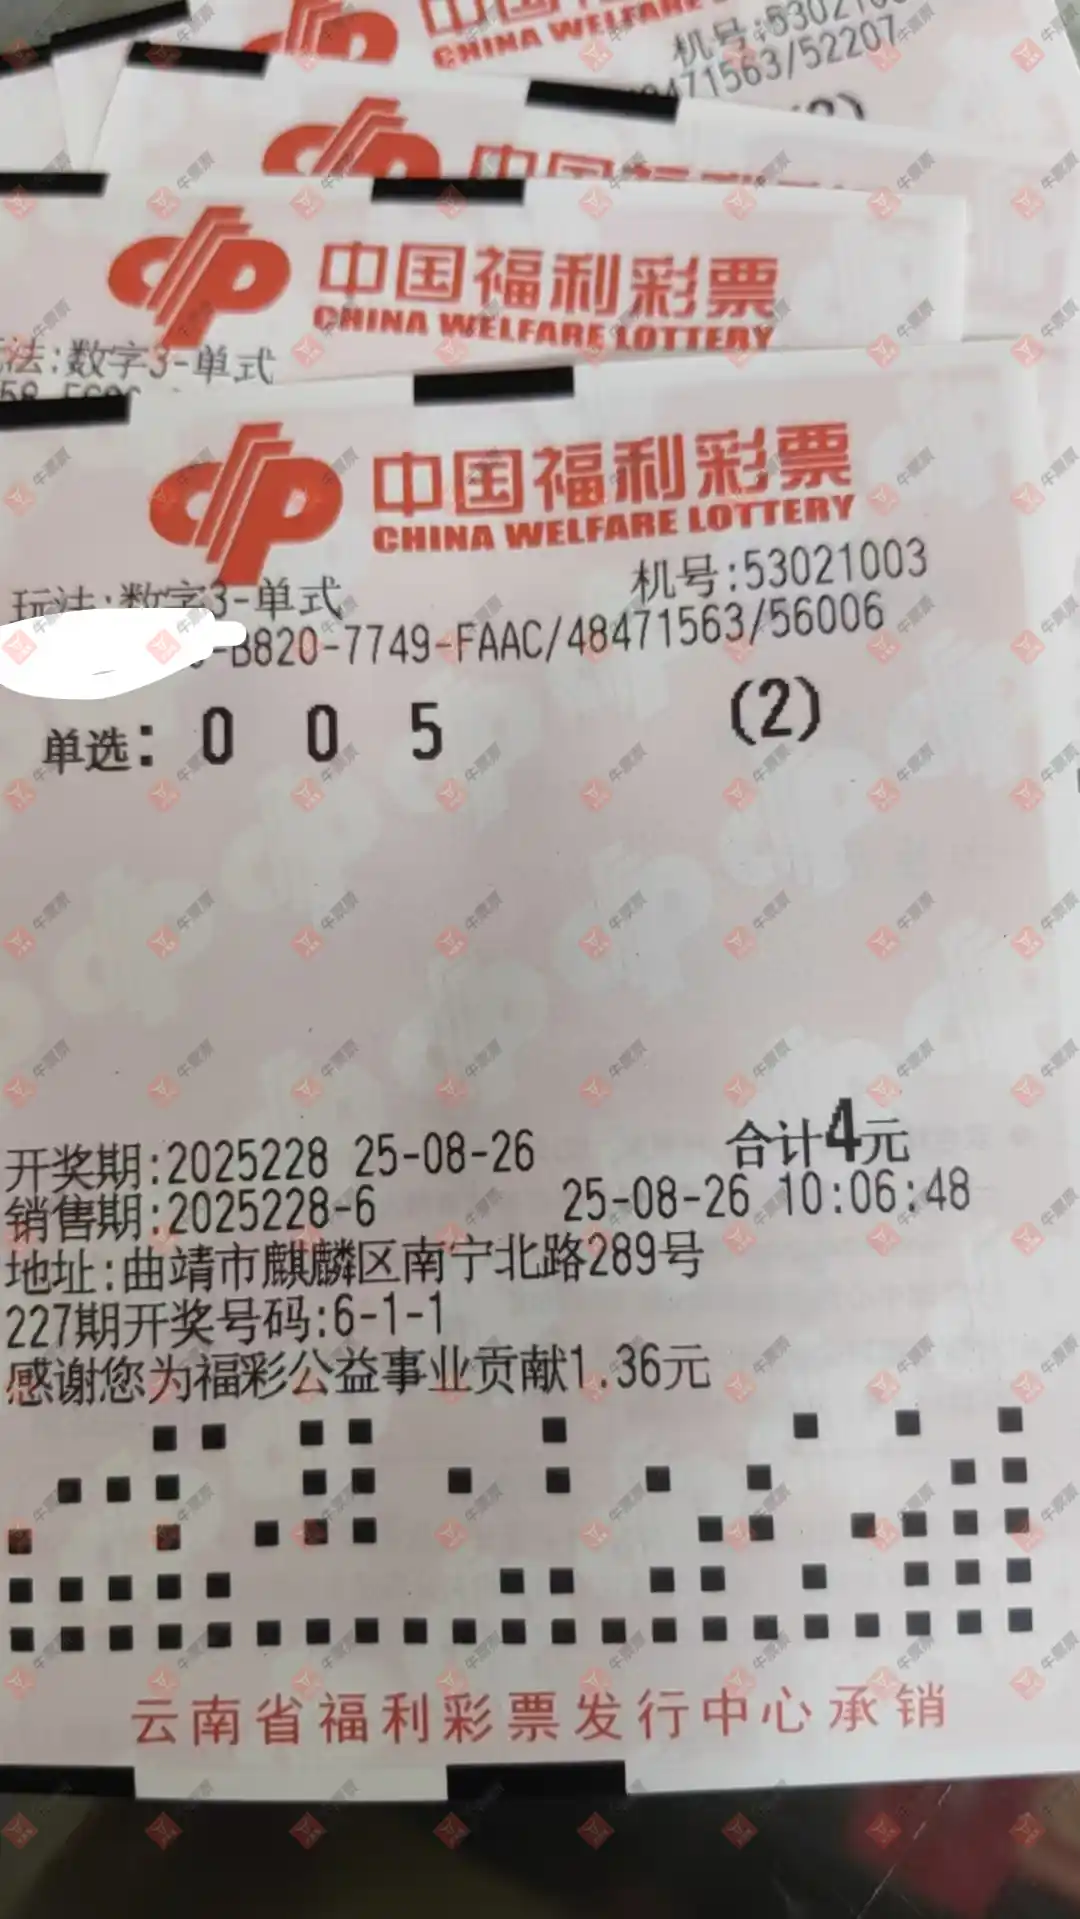 CHINA WELFARE
机号:530210
471563/52207
(2)
中国福利彩票
中国福利彩票
CHINA WELFARE LOTTERY
法:数字3-单式
中国福利彩票
CHINA WELFARE LOTTERY
玩法:数字3-单式 机号:53021003
-B820-7749-FAAC/48471563/56006
单选: 0 0 5 (2)
合计4元
开奖期:2025228 25-08-26
销售期:2025228-6 25-08-26 10:06:48
地址:曲靖市麒麟区南宁北路289号
227期开奖号码:6-1-1
感谢您为福彩公益事业贡献1.36元
云南省福利彩票发行中心承销
牛票票